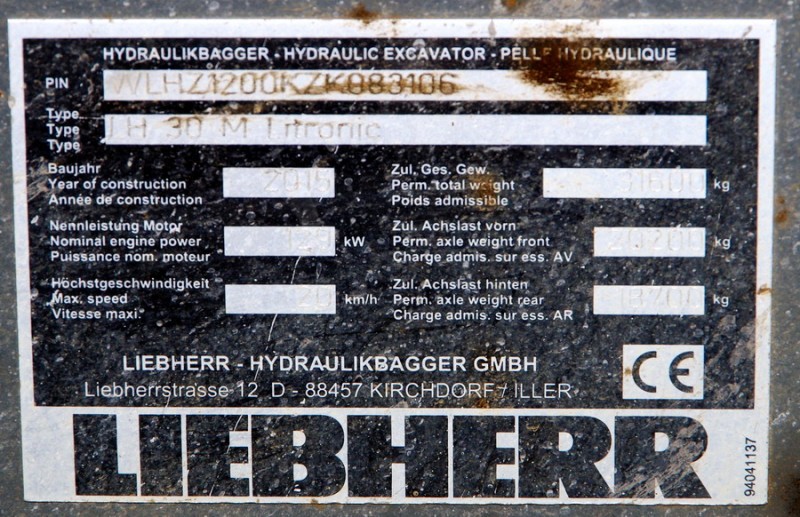 HYDRAULIKBAGGER - HYDRAULIC EXCAVATOR - PELLE HYDRAULIQUE
PIN WLHZ1200KZK083106
Type
Type LH 30 M Litronic
Type
Baujahr
Year of construction 2015
Année de construction
Zul. Ges. Gew.
Perm. total weight 31600 kg
Poids admissible
Nennleistung Motor
Nominal engine power 129 kW
Puissance nom. moteur
Zul. Achslast vorn
Perm. axle weight front kg
Charge admis. sur ess. AV
Höchstgeschwindigkeit
Max. speed 20 km/h
Vitesse maxi.
Zul. Achslast hinten
Perm. axle weight rear kg
Charge admis. sur ess. AR
LIEBHERR - HYDRAULIKBAGGER GMBH
Liebherrstrasse 12 D - 88457 KIRCHDORF / ILLER
CE
LIEBHERR
94041137